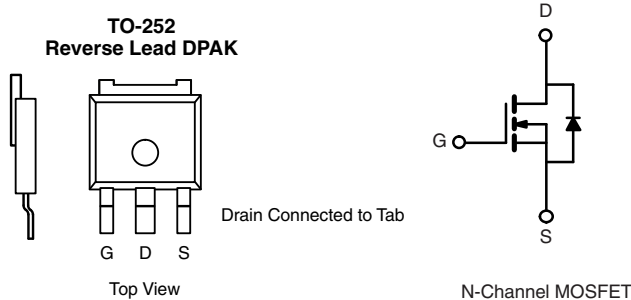 TO-252
Reverse Lead DPAK
Drain Connected to Tab
G D S
Top View
D
G
S
N-Channel MOSFET